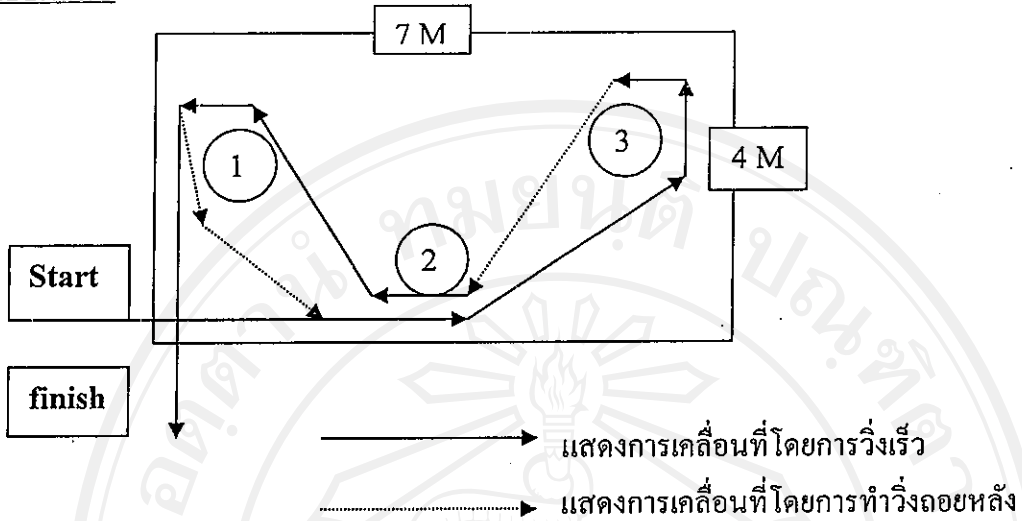 7 M
1
3
4 M
2
Start
finish
แสดงการเคลื่อนที่โดยการวิ่งเร็ว
แสดงการเคลื่อนที่โดยการทำวิ่งถอยหลัง